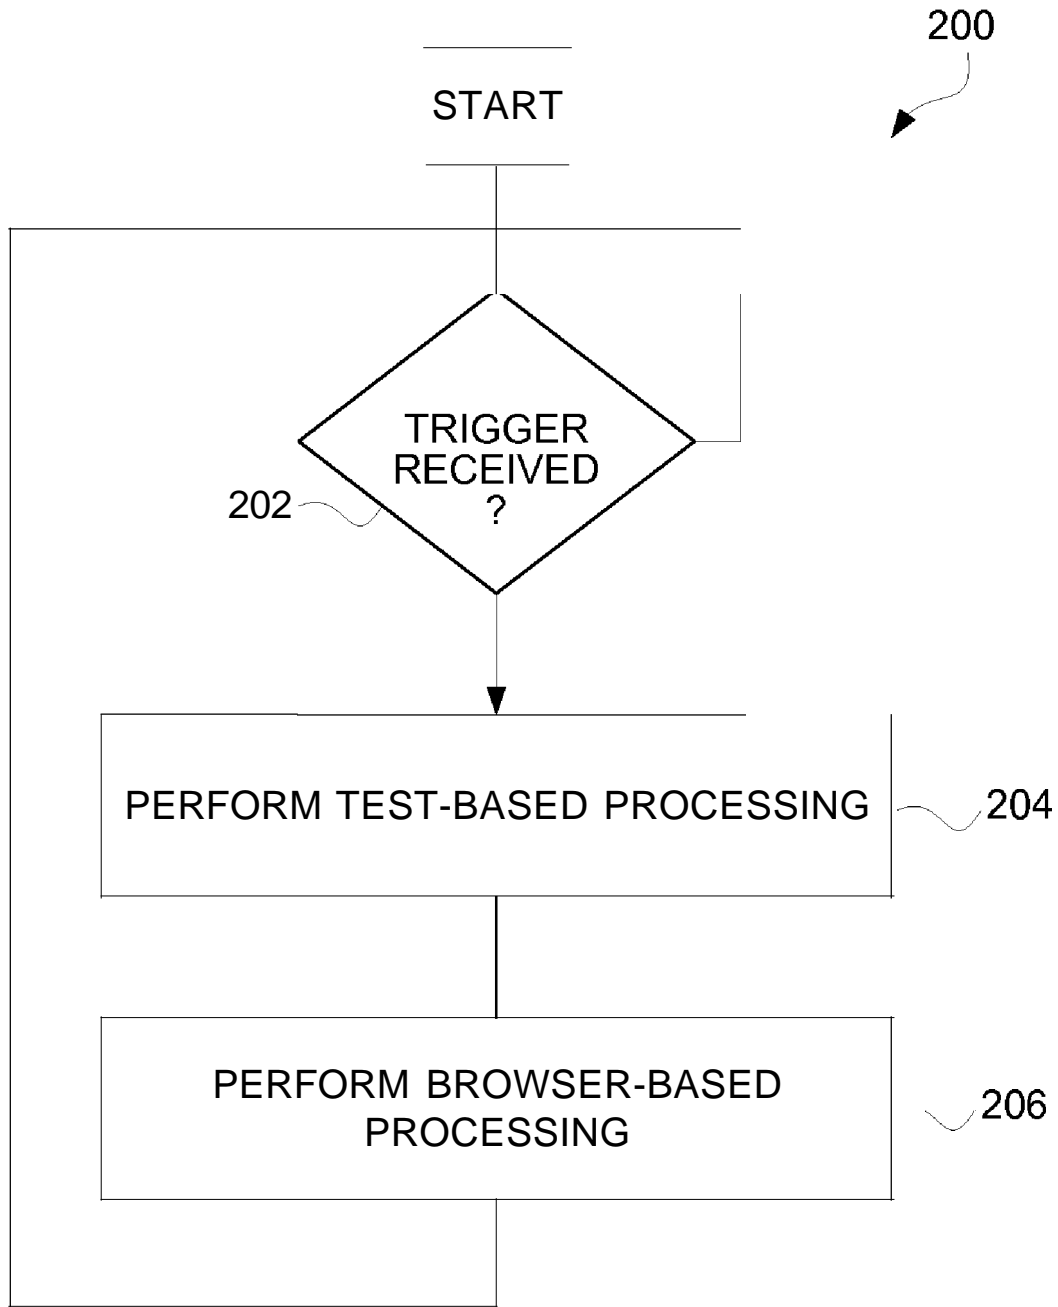 200
START
TRIGGER
RECEIVED
?
202
PERFORM TEST-BASED PROCESSING
204
PERFORM BROWSER-BASED
PROCESSING
206